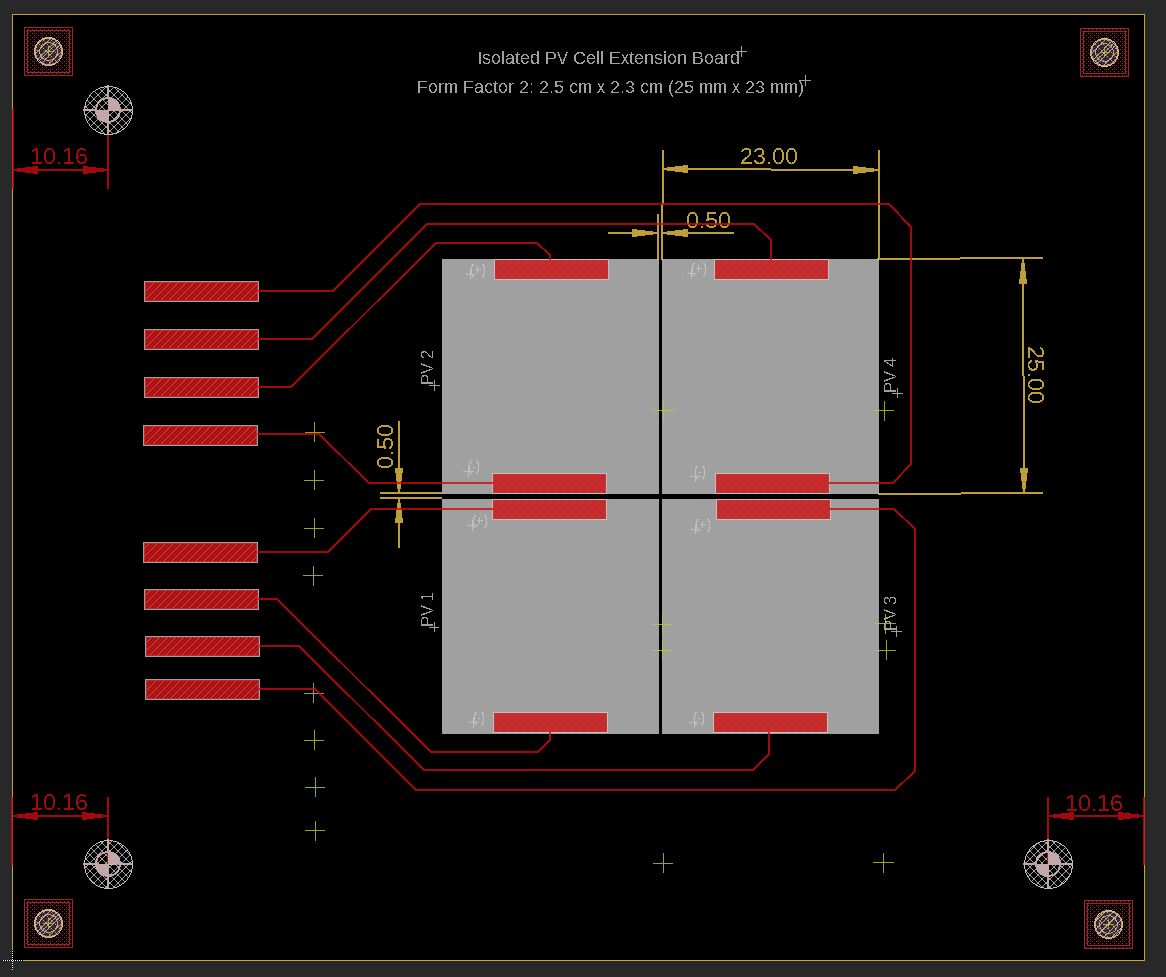 Isolated PV Cell Extension Board
Form Factor 2: 2.5 cm x 2.3 cm (25 mm x 23 mm)
10.16
23.00
0.50
(+)
(+)
PV 2
PV 4
25.00
0.50
(-)
(-)
(+)
(+)
PV 1
PV 3
(-)
(-)
10.16
10.16